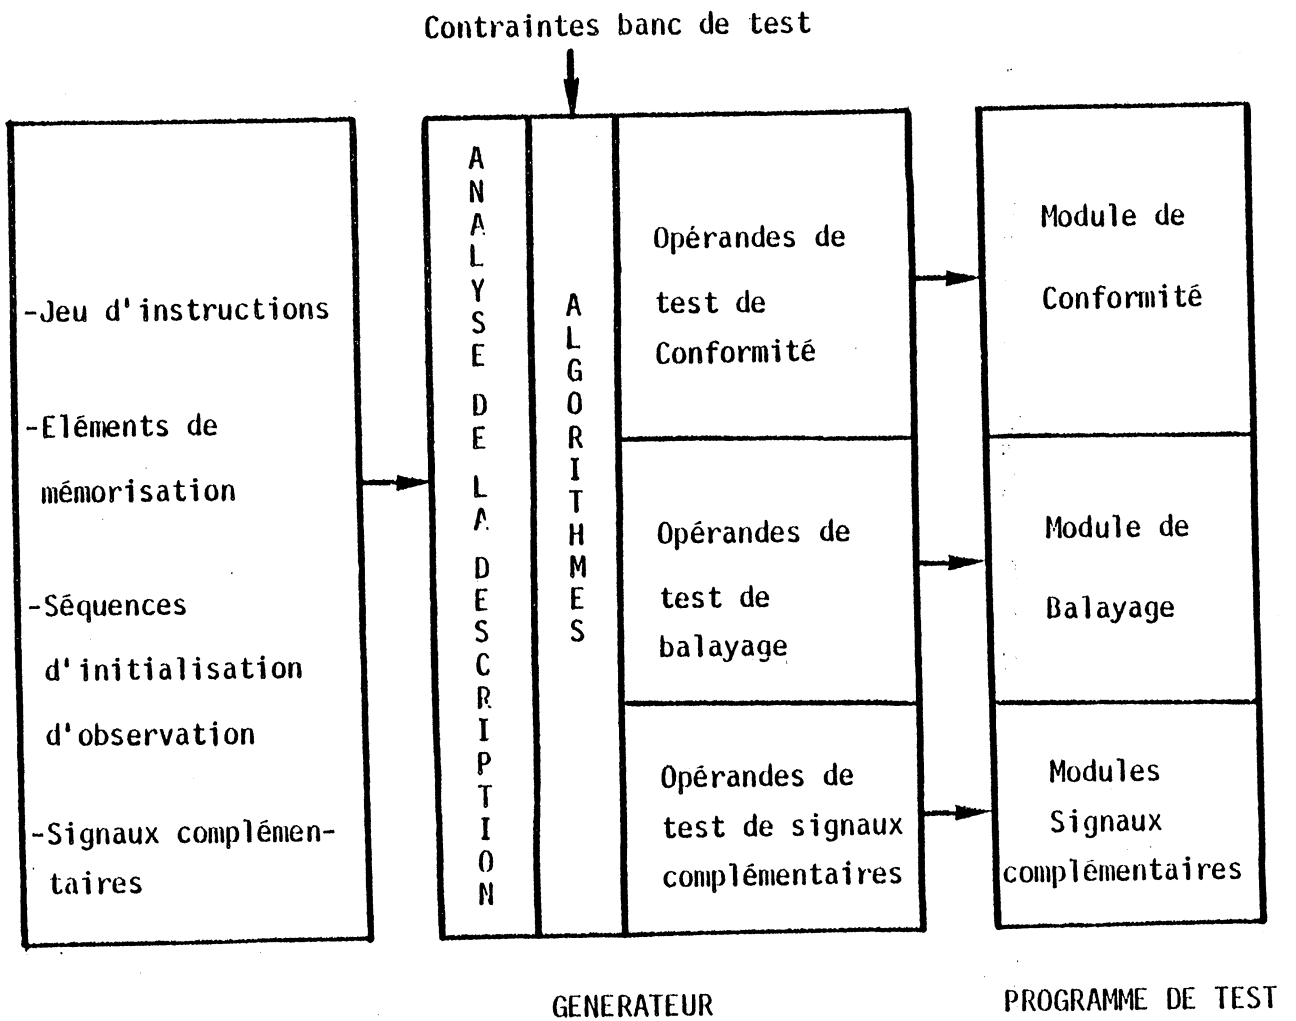 Contraintes banc de test
-Jeu d'instructions
-Eléments de
mémorisation
-Séquences
d'initialisation
d'observation
-Signaux complémen-
taires
ANALYSE DE LA DESCRIPTION
ALGORITHMES
Opérandes de
test de
Conformité
Opérandes de
test de
balayage
Opérandes de
test de signaux
complémentaires
Module de
Conformité
Module de
Balayage
Modules
Signaux
complémentaires
GENERATEUR
PROGRAMME DE TEST